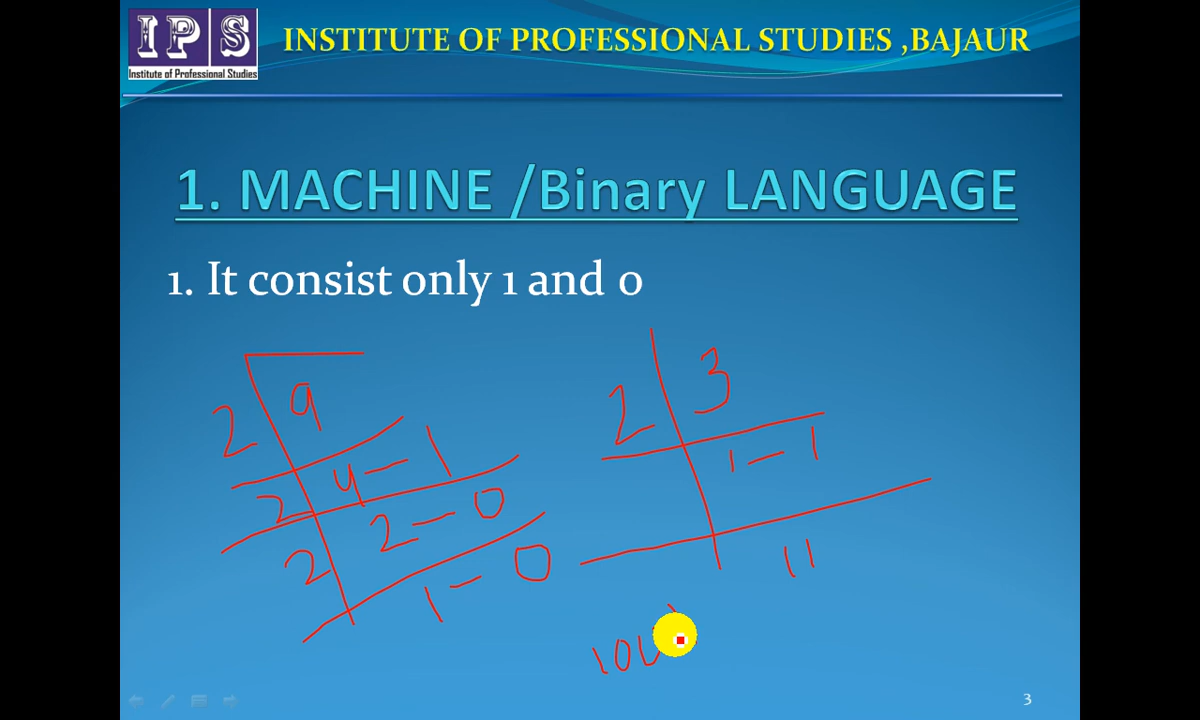 IPS
Institute of Professional Studies
INSTITUTE OF PROFESSIONAL STUDIES ,BAJAUR
1. MACHINE /Binary LANGUAGE
1. It consist only 1 and 0
2 9
2 4 - 1
2 2 - 0
1 - 0
2 3
1 - 1
11
3